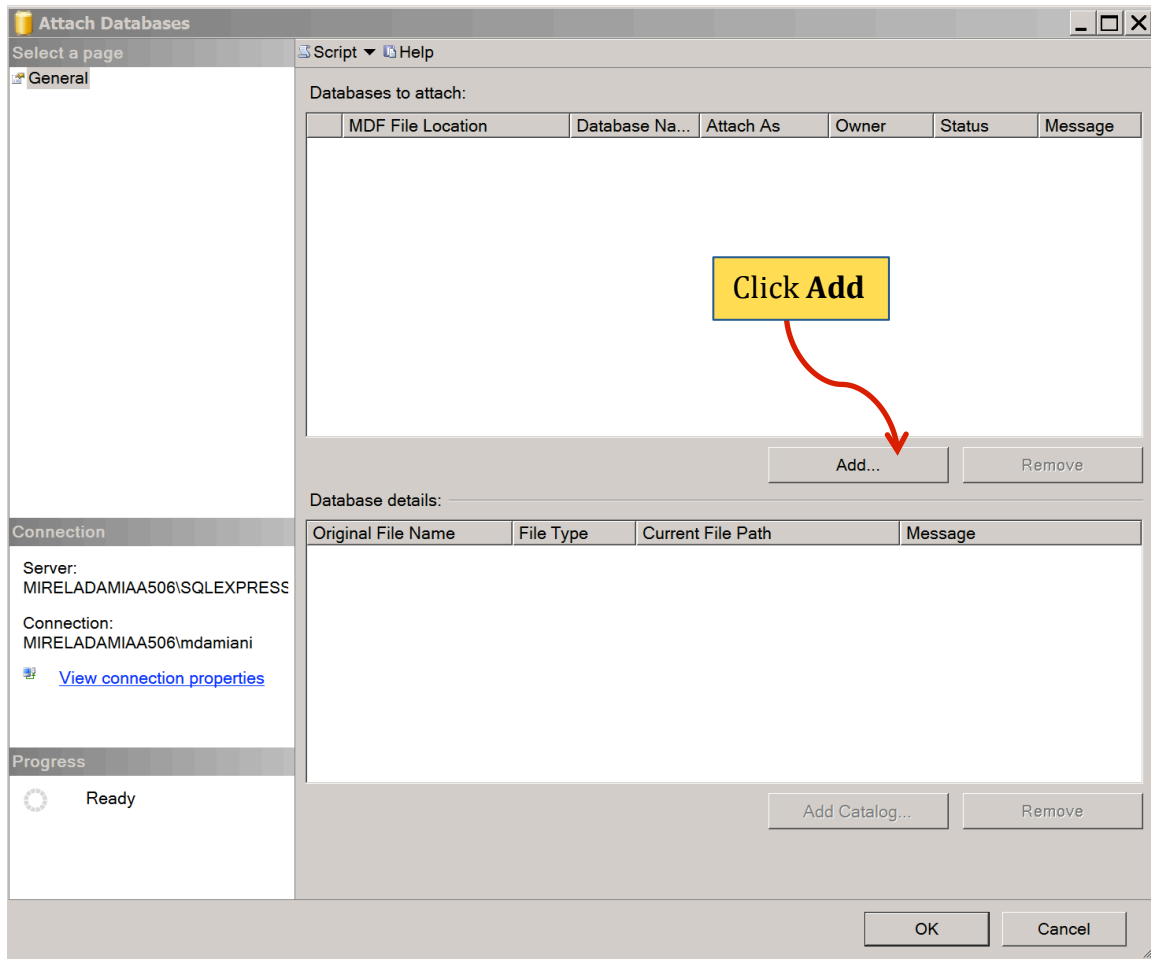 Attach Databases
Select a page
General
Script Help
Databases to attach:
MDF File Location Database Na... Attach As Owner Status Message
Click Add
Add... Remove
Database details:
Original File Name File Type Current File Path Message
Connection
Server:
MIRELADAMIAA506\SQLEXPRESS
Connection:
MIRELADAMIAA506\mdamiani
View connection properties
Progress
Ready
Add Catalog... Remove
OK Cancel